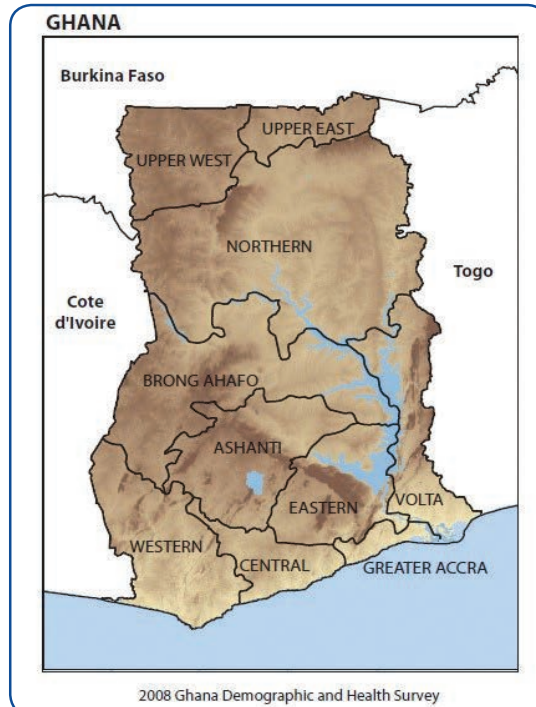 GHANA
Burkina Faso
UPPER EAST
UPPER WEST
NORTHERN
Togo
Cote
d'Ivoire
BRONG AHAFO
ASHANTI
EASTERN
VOLTA
WESTERN
CENTRAL
GREATER ACCRA
2008 Ghana Demographic and Health Survey